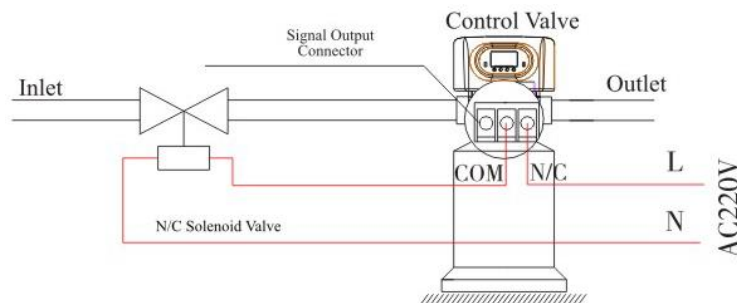 Control Valve
Signal Output
Connector
Inlet
Outlet
COM
N/C
L
N
AC220V
N/C Solenoid Valve